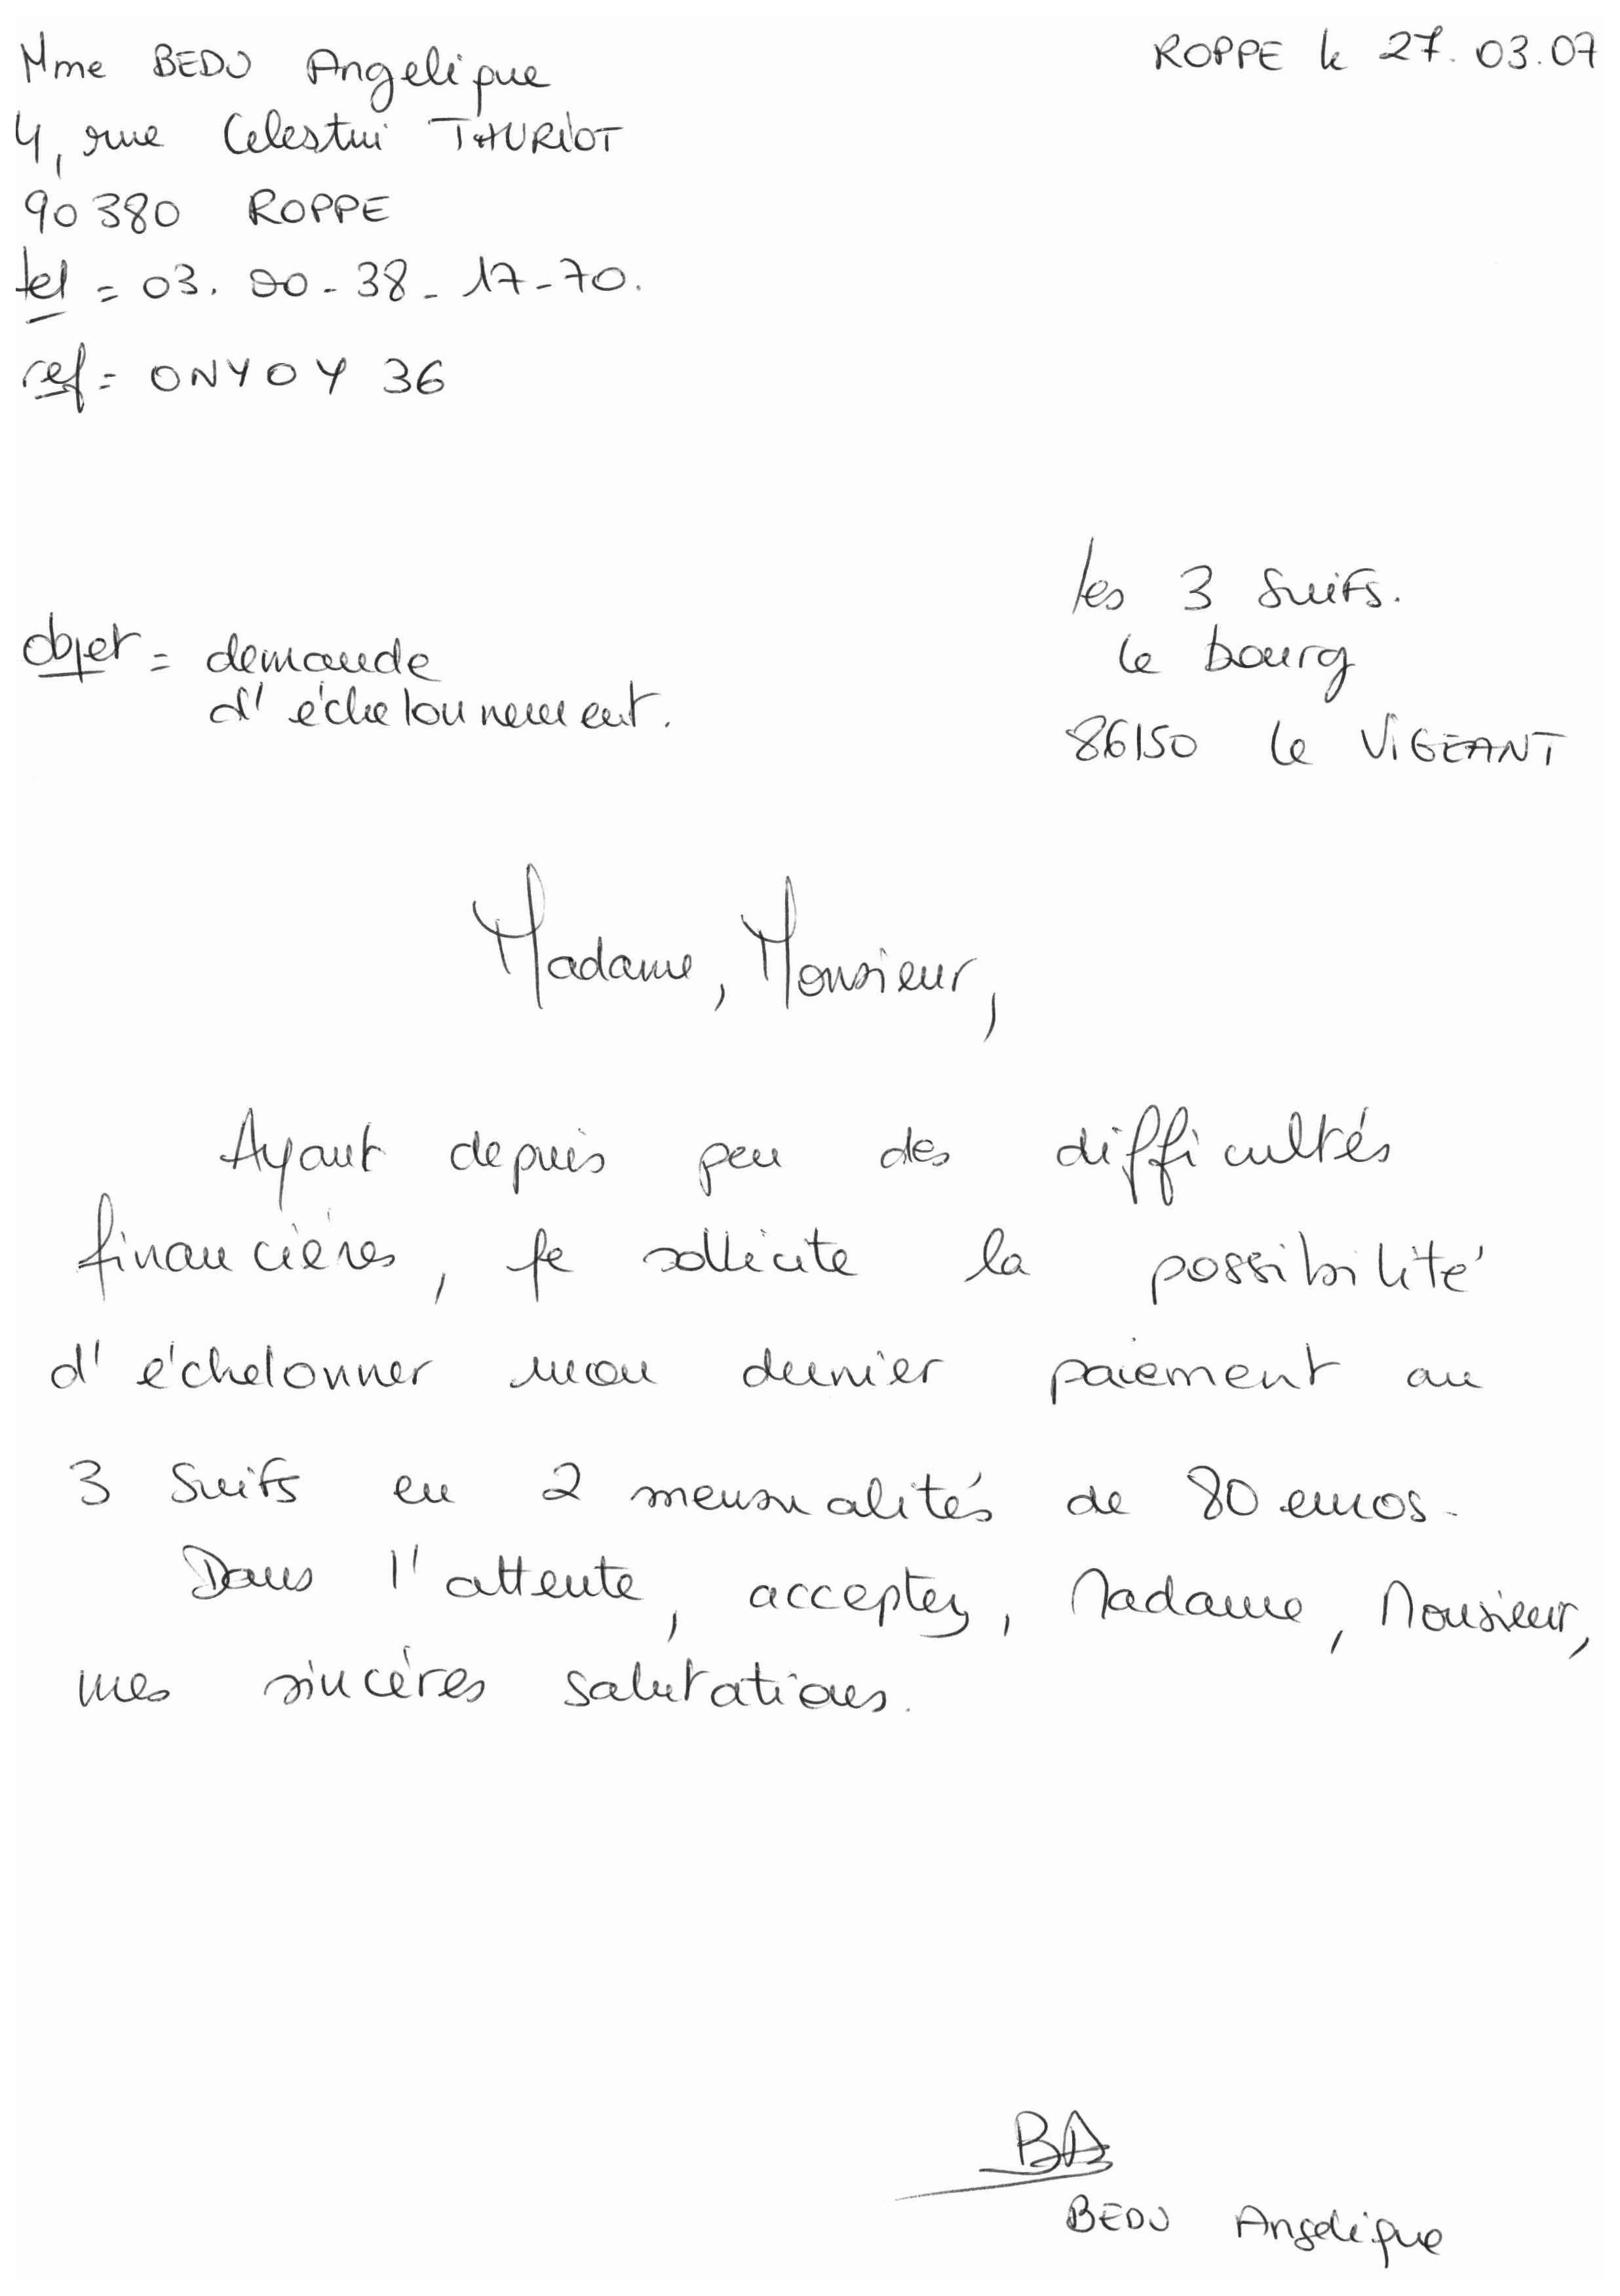 Mme BEDU Angelique
ROPPE le 27.03.07
4, rue Celestin THURIOT
90380 ROPPE
tel = 03.80-38-17-70.
ref = ONYOY 36
les 3 Suifs.
le bourg
86150 le VIGEANT
objet = demande
d'échelonnement.
Madame, Monsieur,
Ayant depuis peu des difficultés
financières, je sollicite la possibilité
d'échelonner mon dernier paiement au
3 Suifs en 2 mensualités de 80 euros.
Dans l'attente, acceptez, Madame, Monsieur,
mes sincères salutations.
BA
BEDU Angelique